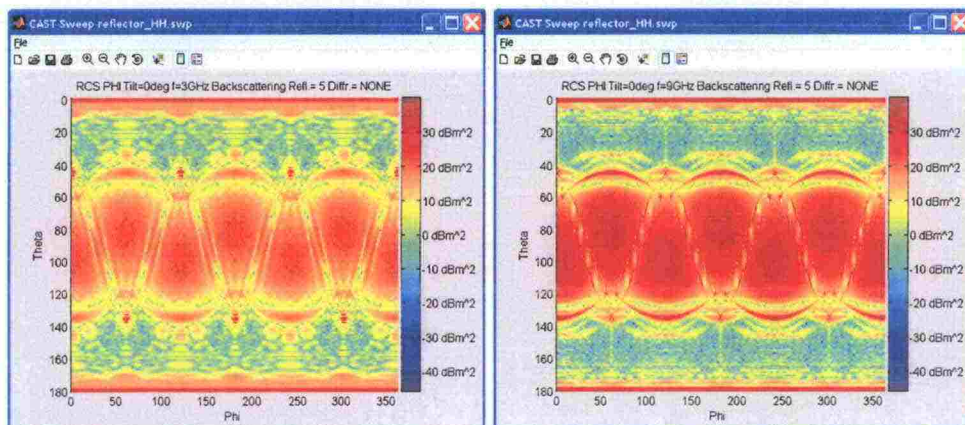 CAST Sweep reflector_HH.swp
File
RCS PHI Tilt=0deg f=3GHz Backscattering Refl.= 5 Diffr.= NONE
0
20
40
60
80
100
120
140
160
180
Theta
0 50 100 150 200 250 300 350
Phi
30 dBm^2
20 dBm^2
10 dBm^2
0 dBm^2
-10 dBm^2
-20 dBm^2
-30 dBm^2
-40 dBm^2
CAST Sweep reflector_HH.swp
File
RCS PHI Tilt=0deg f=9GHz Backscattering Refl.= 5 Diffr.= NONE
0
20
40
60
80
100
120
140
160
180
Theta
0 50 100 150 200 250 300 350
Phi
30 dBm^2
20 dBm^2
10 dBm^2
0 dBm^2
-10 dBm^2
-20 dBm^2
-30 dBm^2
-40 dBm^2